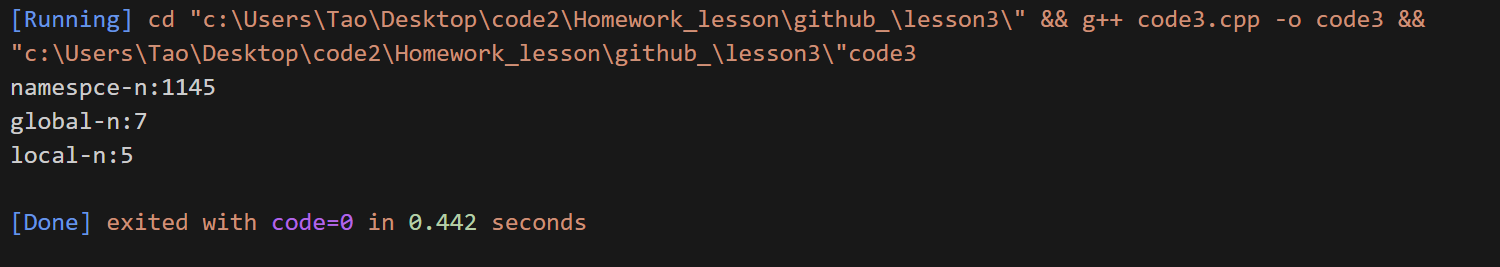 [Running] cd "c:\Users\Tao\Desktop\code2\Homework_lesson\github_\lesson3\" && g++ code3.cpp -o code3 &&
"c:\Users\Tao\Desktop\code2\Homework_lesson\github_\lesson3\"code3
namespce-n:1145
global-n:7
local-n:5
[Done] exited with code=0 in 0.442 seconds